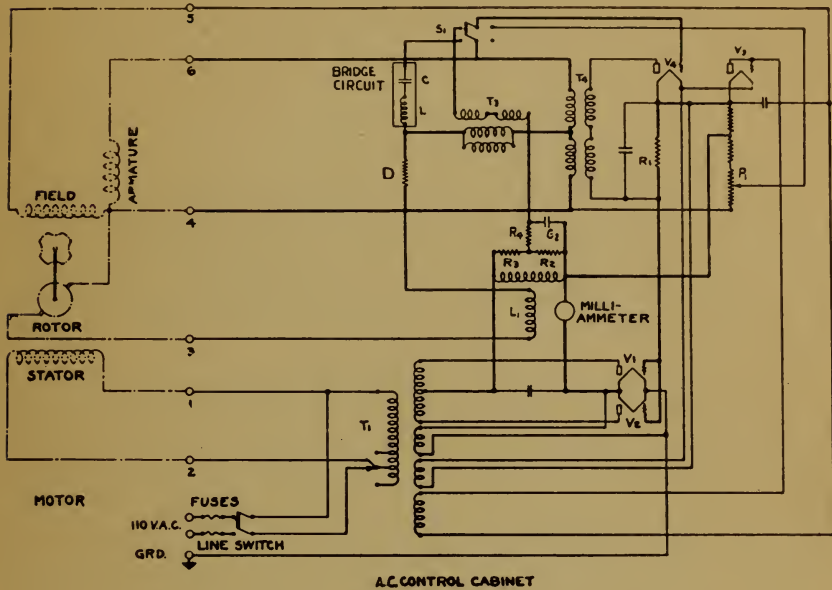 5
S1
6
BRIDGE
CIRCUIT
C
L
T3
T4
V4
V3
ARMATURE
D
R1
P1
FIELD
4
R4
C2
R3
R2
ROTOR
L1
MILLI-
AMMETER
3
STATOR
1
T1
V1
V2
2
MOTOR
FUSES
110 V.A.C.
LINE SWITCH
GRD.
A.C. CONTROL CABINET